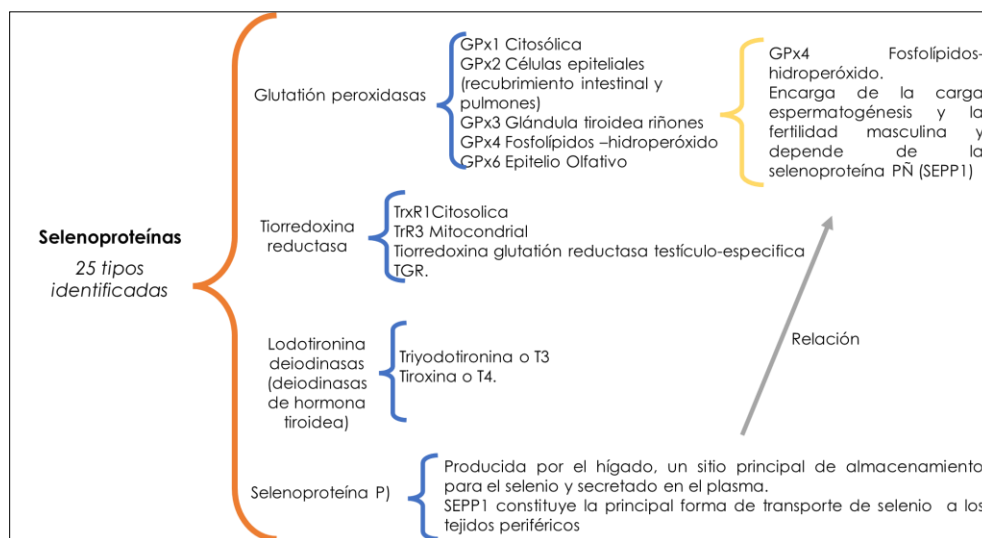 Selenoproteínas
25 tipos
identificadas
Glutatión peroxidasas
GPx1 Citosólica
GPx2 Células epiteliales
(recubrimiento intestinal y
pulmones)
GPx3 Glándula tiroidea riñones
GPx4 Fosfolípidos –hidroperóxido
GPx6 Epitelio Olfativo
GPx4 Fosfolípidos-
hidroperóxido.
Encarga de la carga
espermatogénesis y la
fertilidad masculina y
depende de la
selenoproteína PÑ (SEPP1)
Tiorredoxina
reductasa
TrxR1Citosolica
TrR3 Mitocondrial
Tiorredoxina glutatión reductasa testículo-especifica
TGR.
Relación
Lodotironina
deiodinasas
(deiodinasas
de hormona
tiroidea)
Triyodotironina o T3
Tiroxina o T4.
Selenoproteína P)
Producida por el hígado, un sitio principal de almacenamiento
para el selenio y secretado en el plasma.
SEPP1 constituye la principal forma de transporte de selenio a los
tejidos periféricos